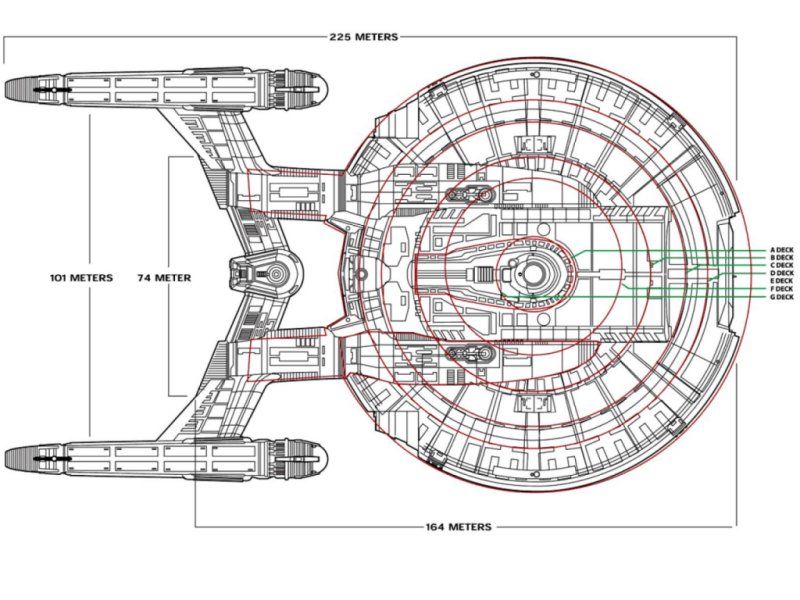 225 METERS
A DECK
B DECK
C DECK
D DECK
E DECK
F DECK
G DECK
101 METERS
74 METER
164 METERS